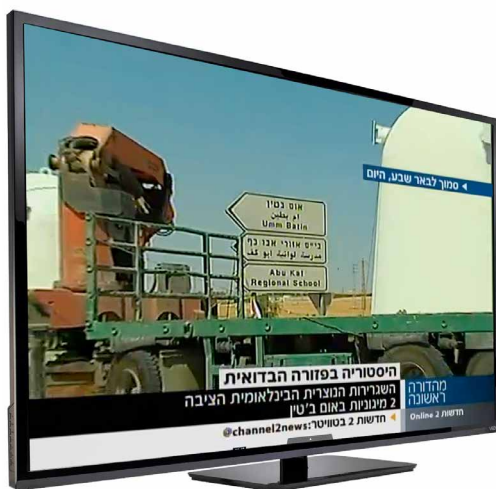 סמוך לבאר שבע, היום
אום בטין
ام بطين
Umm Batin
בי״ס אזורי אבו כף
مدرسة لوائية ابو كف
Abu Kaf
Regional School
היסטוריה בפזורה הבדואית
השגרירות הנוצרית הבינלאומית הציבה
2 מיגוניות באום בטין
חדשות 2 בטוויטר: @channel2news
מהדורה
ראשונה
חדשות 2 Online